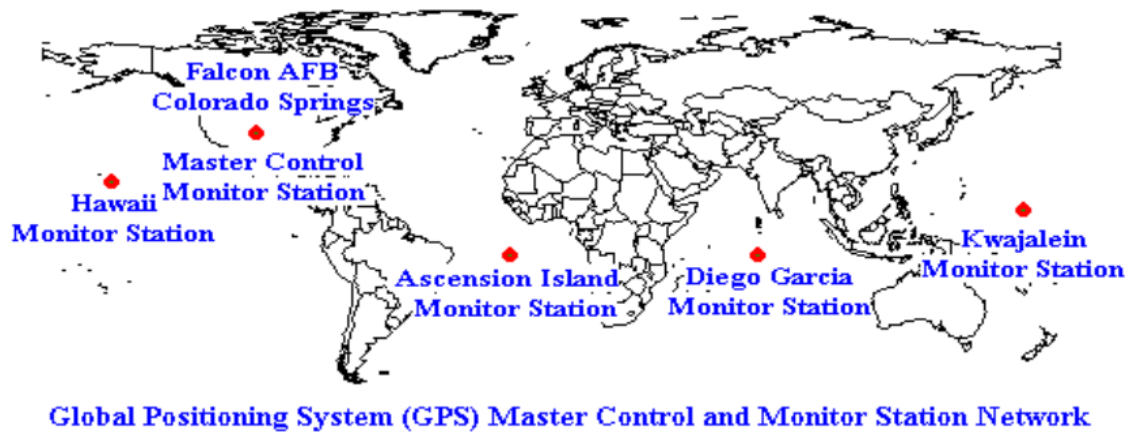 Falcon AFB
Colorado Springs
Master Control
Monitor Station
Hawaii
Monitor Station
Ascension Island
Monitor Station
Diego Garcia
Monitor Station
Kwajalein
Monitor Station
Global Positioning System (GPS) Master Control and Monitor Station Network